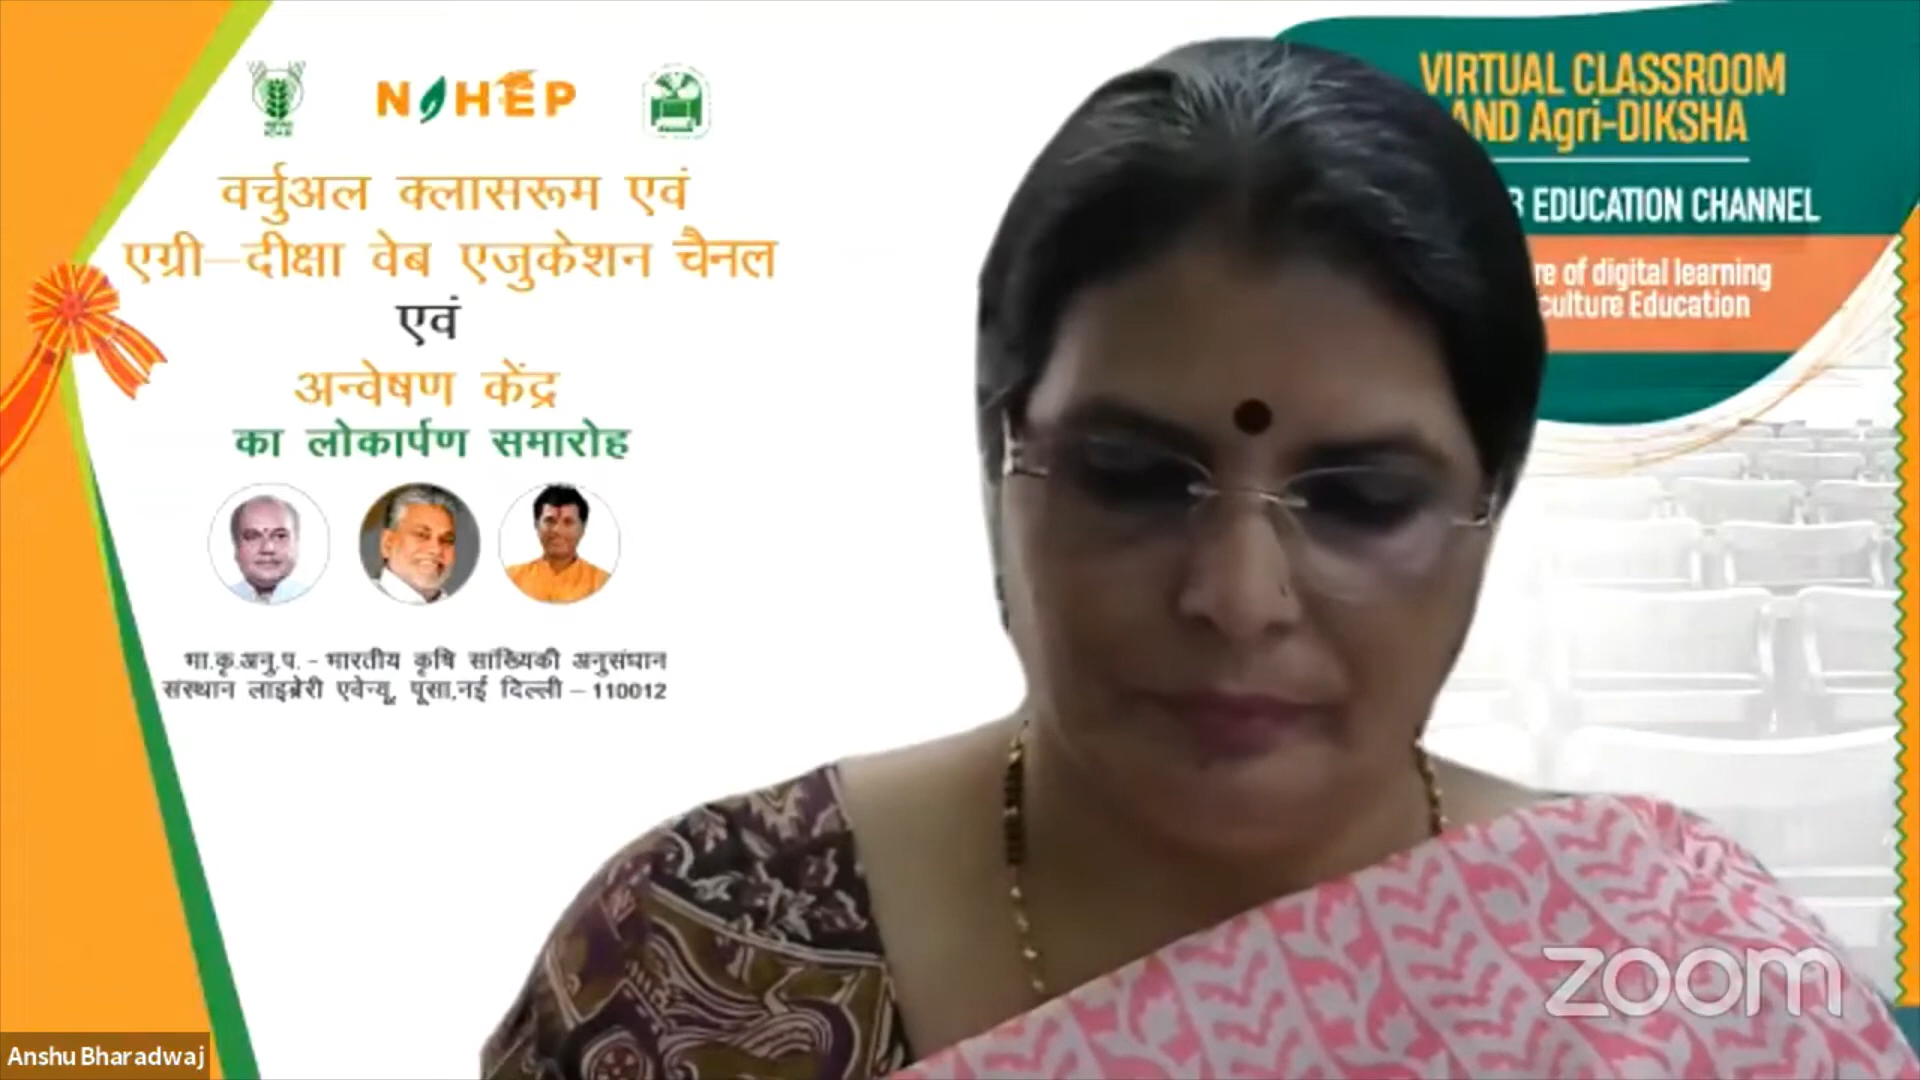 NAHEP
वर्चुअल क्लासरूम एवं
एग्री–दीक्षा वेब एजुकेशन चैनल
एवं
अन्वेषण केंद्र
का लोकार्पण समारोह
भा.कृ.अनु.प. - भारतीय कृषि सांख्यिकी अनुसंधान
संस्थान लाइब्रेरी एवेन्यू, पूसा,नई दिल्ली – 110012
VIRTUAL CLASSROOM
AND Agri-DIKSHA
EDUCATION CHANNEL
of digital learning
Education
zoom
Anshu Bharadwaj